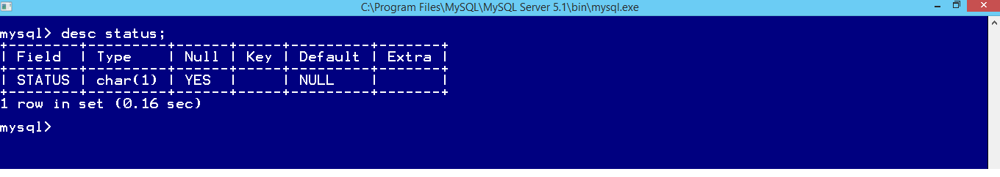 C:\Program Files\MySQL\MySQL Server 5.1\bin\mysql.exe
mysql> desc status;
+--------+---------+------+-----+---------+-------+
| Field  | Type    | Null | Key | Default | Extra |
+--------+---------+------+-----+---------+-------+
| STATUS | char(1) | YES  |     | NULL    |       |
+--------+---------+------+-----+---------+-------+
1 row in set (0.16 sec)
mysql>